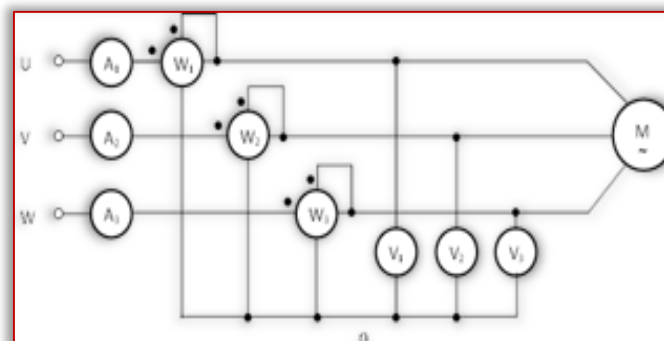 U A₁ W₁
V A₂ W₂ M ~
W A₃ W₃
V₁ V₂ V₃